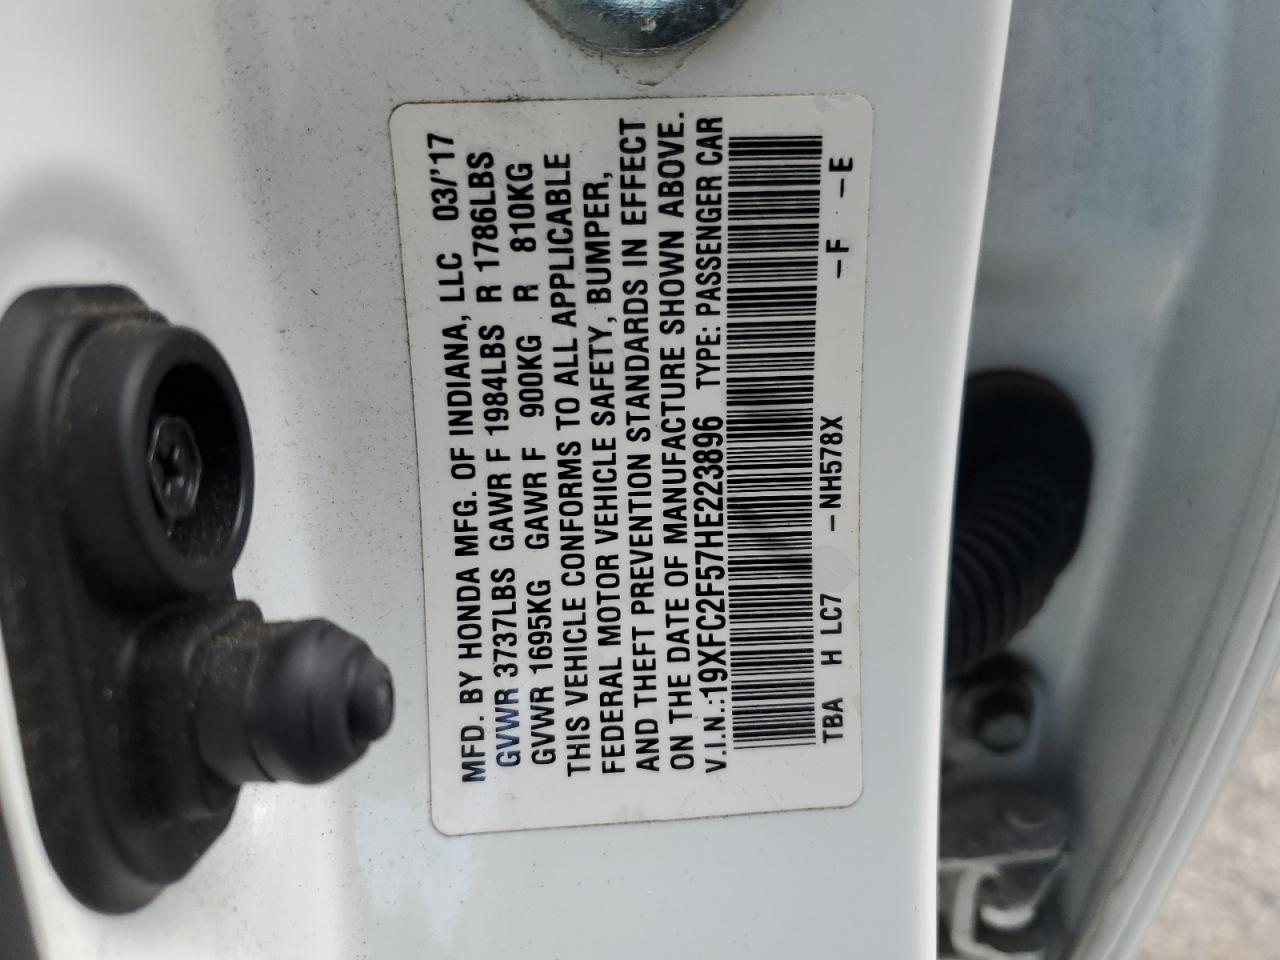 MFD. BY HONDA MFG. OF INDIANA, LLC 03/'17
GVWR 3737LBS GAWR F 1984LBS R 1786LBS
GVWR 1695KG GAWR F 900KG R 810KG
THIS VEHICLE CONFORMS TO ALL APPLICABLE
FEDERAL MOTOR VEHICLE SAFETY, BUMPER,
AND THEFT PREVENTION STANDARDS IN EFFECT
ON THE DATE OF MANUFACTURE SHOWN ABOVE.
V.I.N.:19XFC2F57HE223896 TYPE: PASSENGER CAR
TBA H LC7 –NH578X –F –E